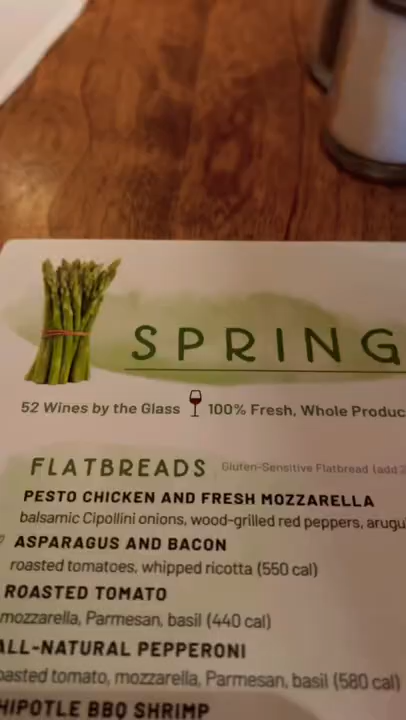 SPRING
52 Wines by the Glass 100% Fresh, Whole Produc
FLATBREADS Gluten-Sensitive Flatbread (add
PESTO CHICKEN AND FRESH MOZZARELLA
balsamic Cipollini onions, wood-grilled red peppers, arugu
ASPARAGUS AND BACON
roasted tomatoes, whipped ricotta (550 cal)
ROASTED TOMATO
mozzarella, Parmesan, basil (440 cal)
ALL-NATURAL PEPPERONI
oasted tomato, mozzarella, Parmesan, basil (580 cal)
HIPOTLE BBQ SHRIMP